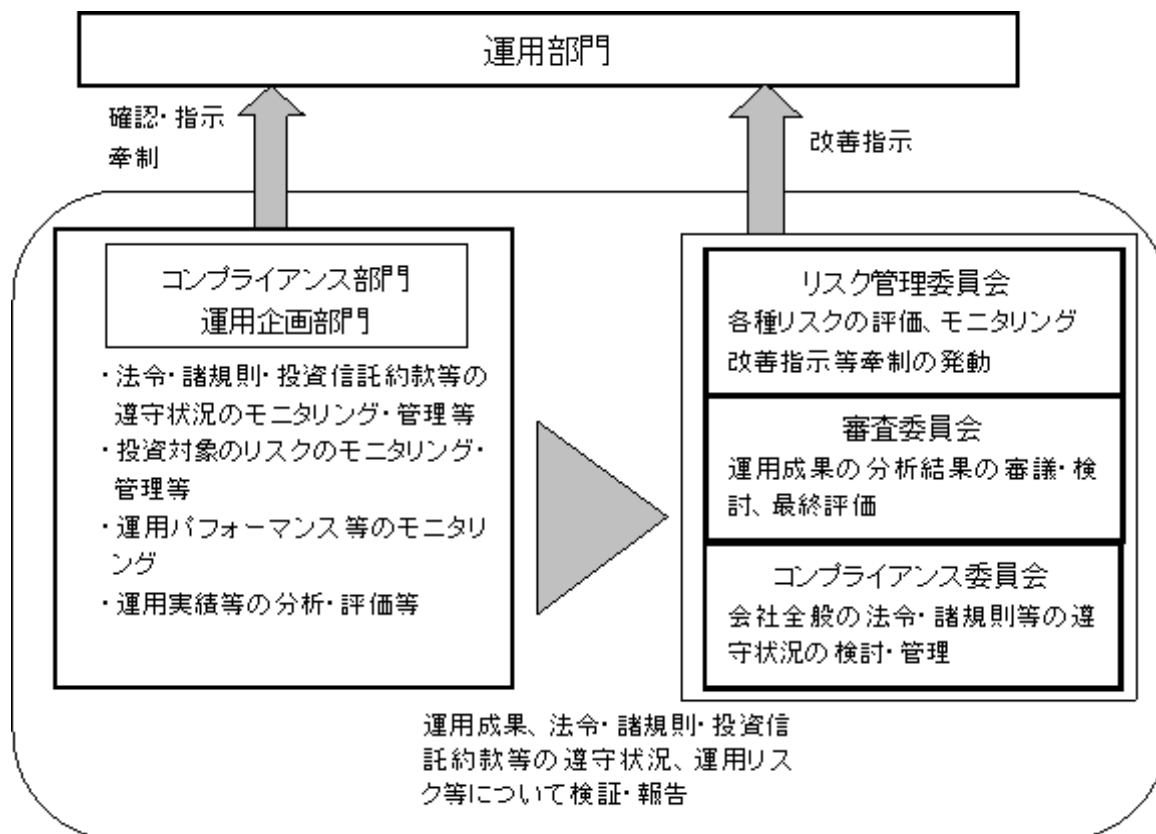 運用部門
確認・指示
牽制
改善指示
コンプライアンス部門
運用企画部門
・法令・諸規則・投資信託約款等の
遵守状況のモニタリング・管理等
・投資対象のリスクのモニタリング・
管理等
・運用パフォーマンス等のモニタリ
ング
・運用実績等の分析・評価等
リスク管理委員会
各種リスクの評価、モニタリング
改善指示等牽制の発動
審査委員会
運用成果の分析結果の審議・検
討、最終評価
コンプライアンス委員会
会社全般の法令・諸規則等の遵
守状況の検討・管理
運用成果、法令・諸規則・投資信
託約款等の遵守状況、運用リス
ク等について検証・報告